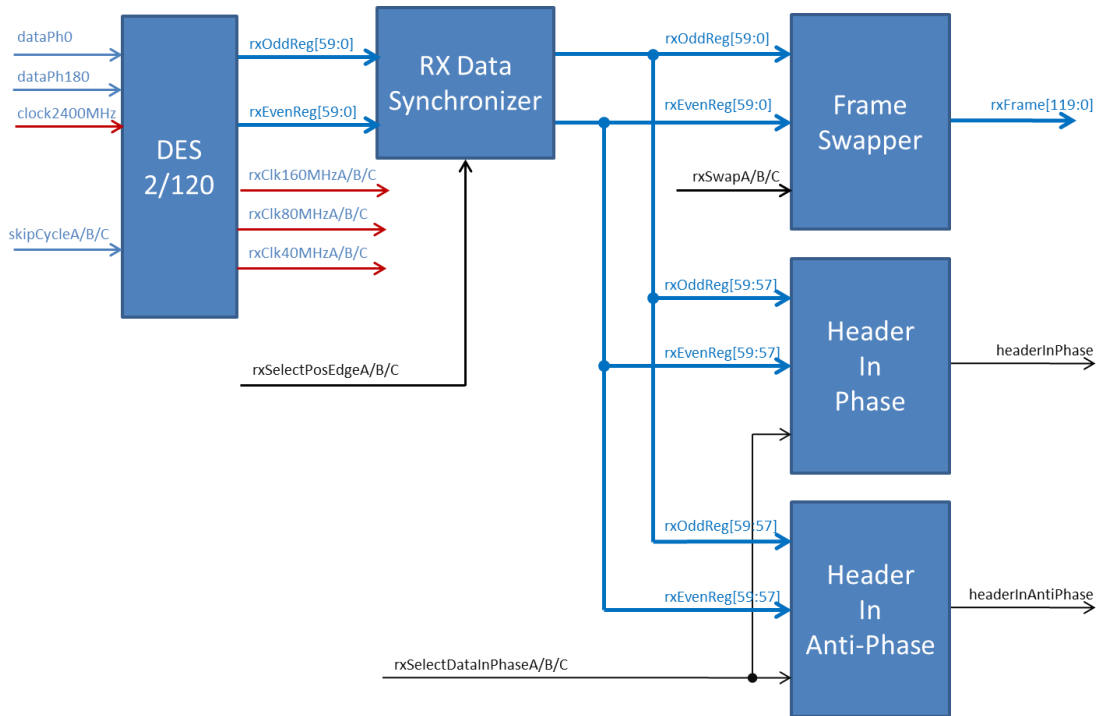 dataPh0
dataPh180
clock2400MHz
skipCycleA/B/C
DES
2/120
rxOddReg[59:0]
rxEvenReg[59:0]
rxClk160MHzA/B/C
rxClk80MHzA/B/C
rxClk40MHzA/B/C
rxSelectPosEdgeA/B/C
RX Data
Synchronizer
rxOddReg[59:0]
rxEvenReg[59:0]
rxSwapA/B/C
Frame
Swapper
rxFrame[119:0]
rxOddReg[59:57]
rxEvenReg[59:57]
Header
In
Phase
headerInPhase
rxOddReg[59:57]
rxEvenReg[59:57]
rxSelectDataInPhaseA/B/C
Header
In
Anti-Phase
headerInAntiPhase